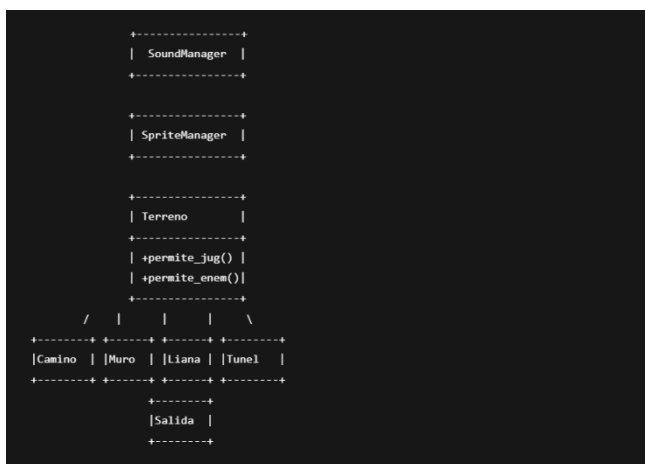 +----------------+
|  SoundManager  |
+----------------+
+----------------+
| SpriteManager  |
+----------------+
+----------------+
| Terreno        |
+----------------+
| +permite_jug() |
| +permite_enem()|
+----------------+
/    |      |      |     \
+--------+ +------+ +------+ +--------+
|Camino  | |Muro  | |Liana | |Tunel   |
+--------+ +------+ +------+ +--------+
+--------+
|Salida  |
+--------+